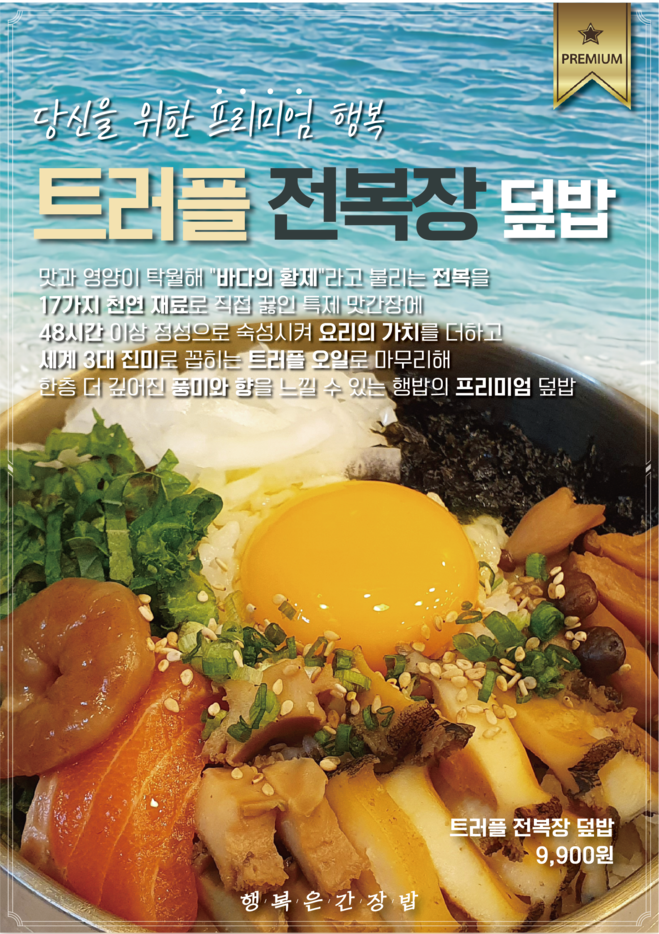 PREMIUM
당신을 위한 프리미엄 행복
트러플 전복장 덮밥
맛과 영양이 탁월해 "바다의 황제"라고 불리는 전복을
17가지 천연 재료로 직접 끓인 특제 맛간장에
48시간 이상 정성으로 숙성시켜 요리의 가치를 더하고
세계 3대 진미로 꼽히는 트러플 오일로 마무리해
한층 더 깊어진 풍미와 향을 느낄 수 있는 행밥의 프리미엄 덮밥
트러플 전복장 덮밥
9,900원
행복은간장밥